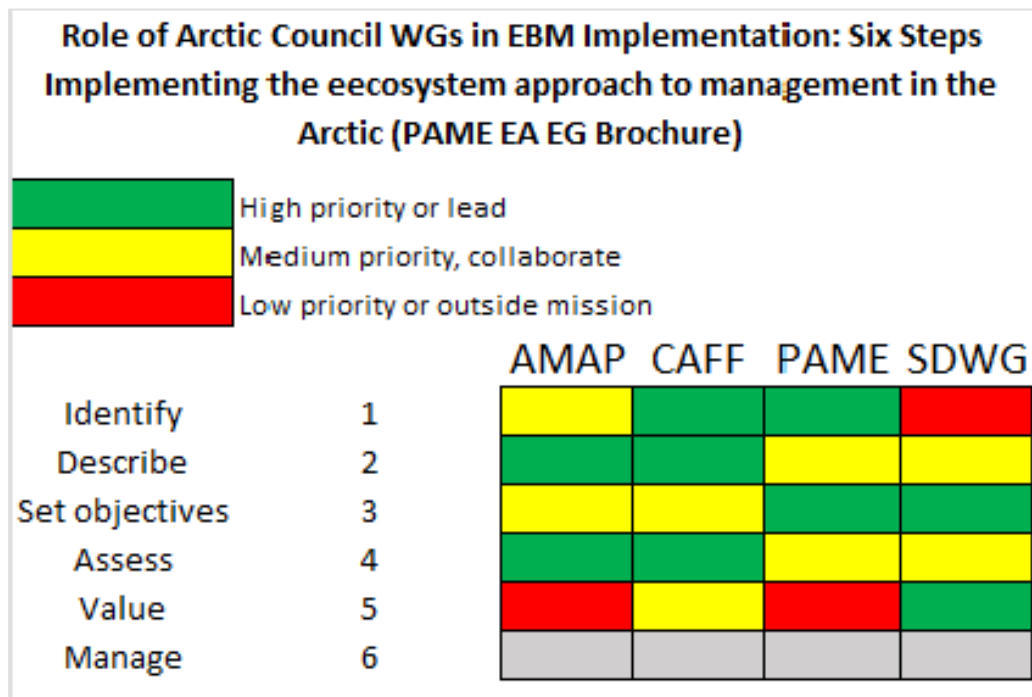 Role of Arctic Council WGs in EBM Implementation: Six Steps
Implementing the eecosystem approach to management in the
Arctic (PAME EA EG Brochure)
High priority or lead
Medium priority, collaborate
Low priority or outside mission
AMAP CAFF PAME SDWG
Identify 1
Describe 2
Set objectives 3
Assess 4
Value 5
Manage 6